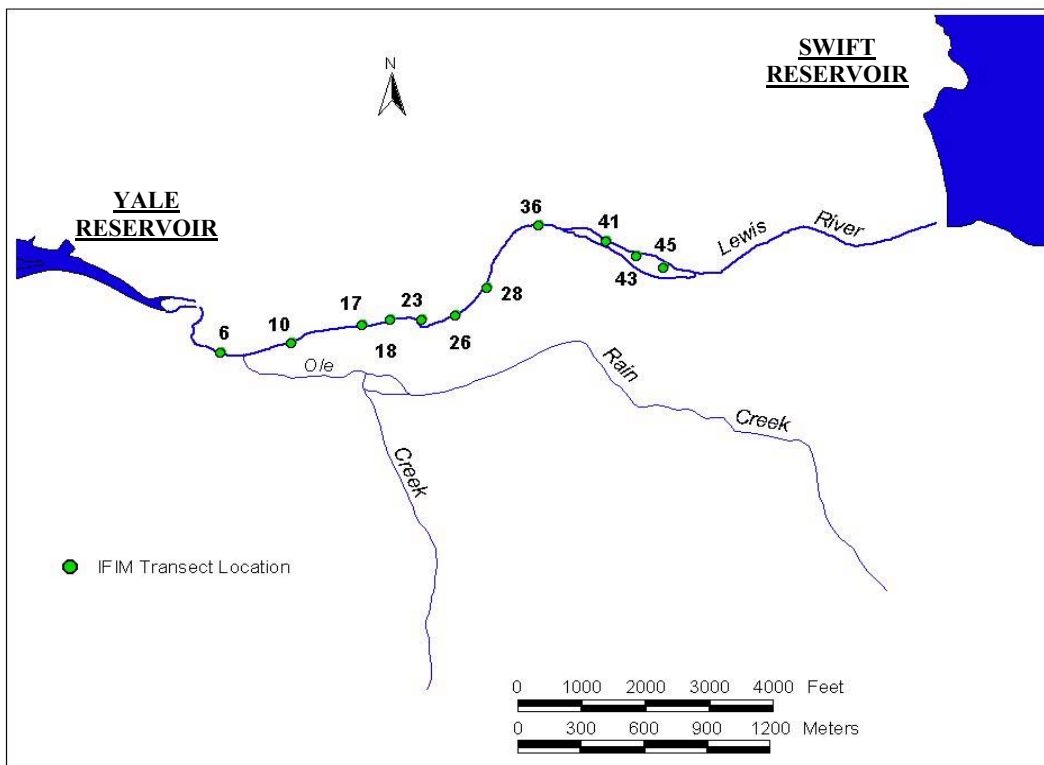 SWIFT
RESERVOIR
N
YALE
RESERVOIR
36
41
45
Lewis
River
43
28
17
23
6
10
18
26
Ole
Rain
Creek
Creek
IFIM Transect Location
0 1000 2000 3000 4000 Feet
0 300 600 900 1200 Meters